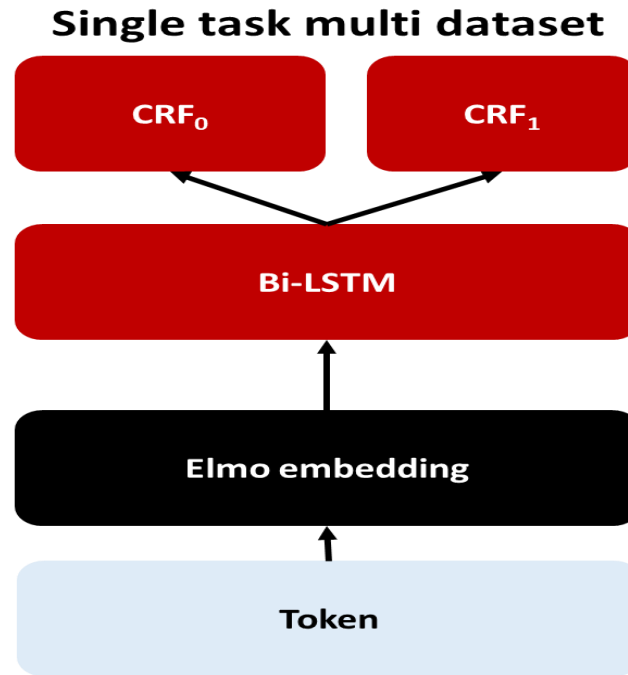 Single task multi dataset
CRF₀
CRF₁
Bi-LSTM
Elmo embedding
Token